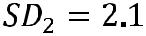 SD₂ = 2.1